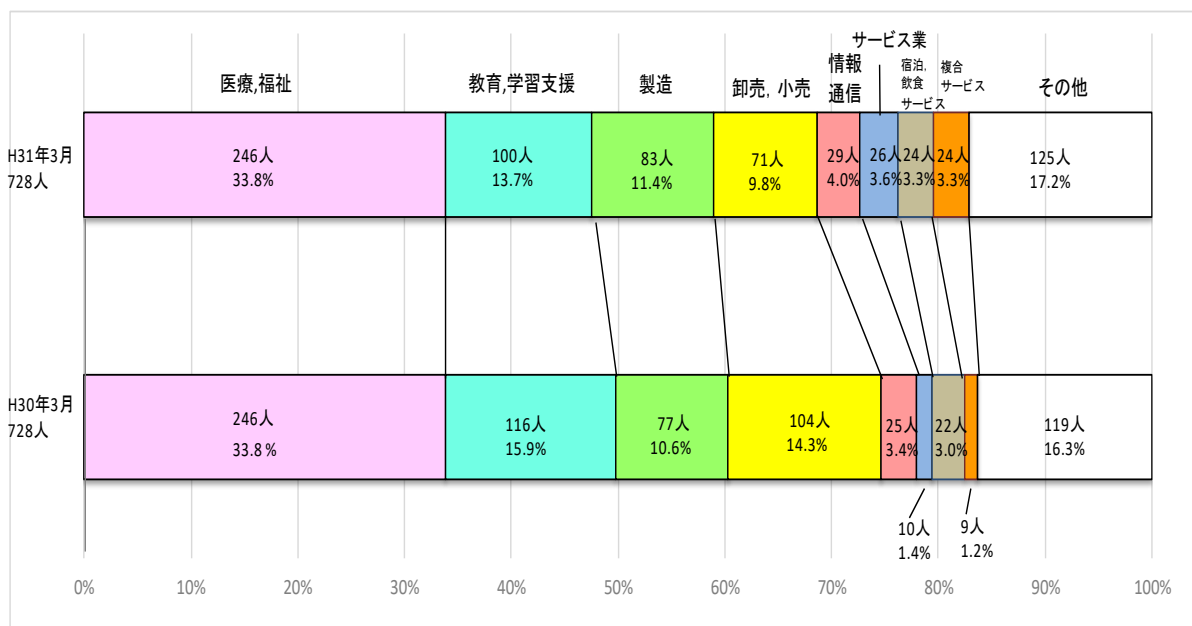 サービス業
医療,福祉
教育,学習支援
製造
卸売, 小売
情報
通信
宿泊,
飲食
サービス
複合
サービス
その他
H31年3月
728人
246人
33.8%
100人
13.7%
83人
11.4%
71人
9.8%
29人
4.0%
26人
3.6%
24人
3.3%
24人
3.3%
125人
17.2%
H30年3月
728人
246人
33.8%
116人
15.9%
77人
10.6%
104人
14.3%
25人
3.4%
22人
3.0%
119人
16.3%
10人
1.4%
9人
1.2%
0%
10%
20%
30%
40%
50%
60%
70%
80%
90%
100%